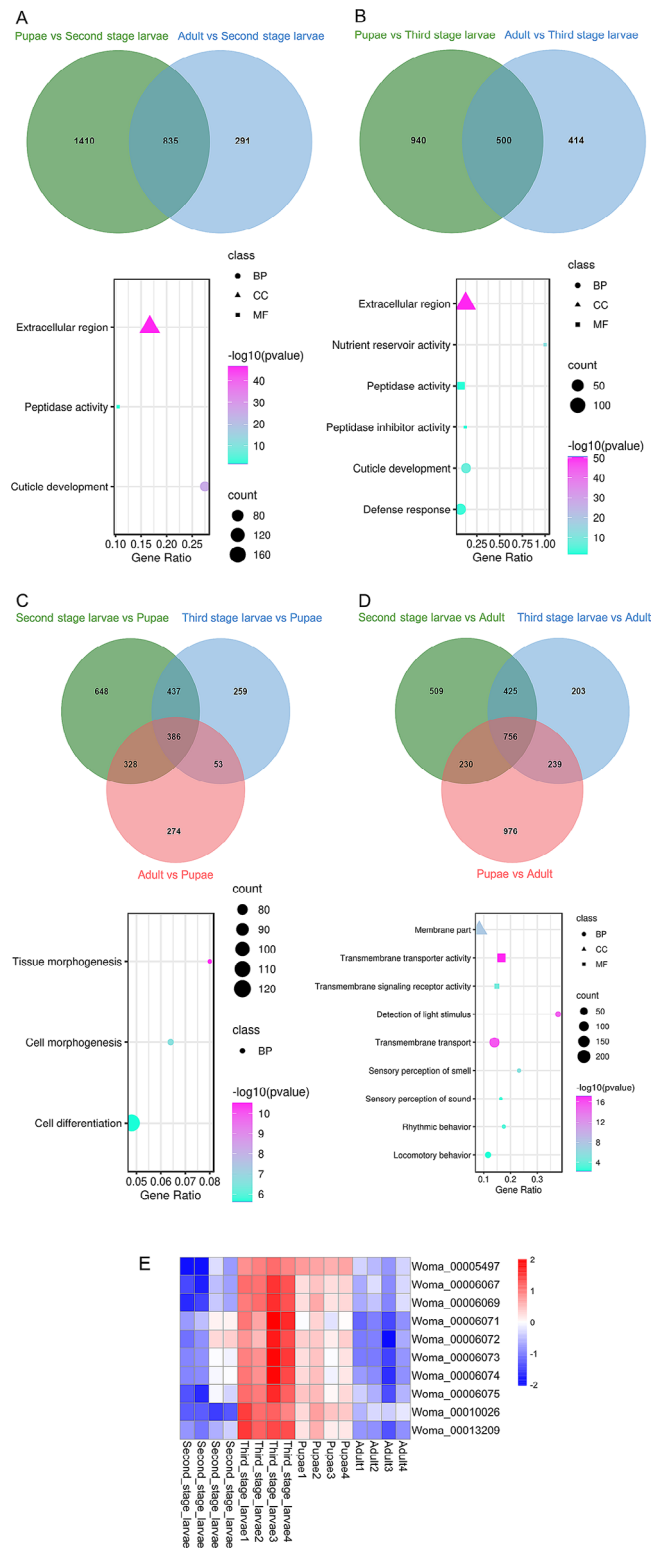 A
Pupae vs Second stage larvae
Adult vs Second stage larvae
1410
835
291
class
BP
CC
MF
-log10(pvalue)
40
30
20
10
count
80
120
160
Extracellular region
Peptidase activity
Cuticle development
0.10
0.15
0.20
0.25
Gene Ratio
B
Pupae vs Third stage larvae
Adult vs Third stage larvae
940
500
414
class
BP
CC
MF
count
50
100
-log10(pvalue)
50
40
30
20
10
Extracellular region
Nutrient reservoir activity
Peptidase activity
Peptidase inhibitor activity
Cuticle development
Defense response
0.25
0.50
0.75
1.00
Gene Ratio
C
Second stage larvae vs Pupae
Third stage larvae vs Pupae
648
437
259
386
328
53
274
Adult vs Pupae
count
80
90
100
110
120
class
BP
-log10(pvalue)
10
9
8
7
6
Tissue morphogenesis
Cell morphogenesis
Cell differentiation
0.05
0.06
0.07
0.08
Gene Ratio
D
Second stage larvae vs Adult
Third stage larvae vs Adult
509
425
203
756
230
239
976
Pupae vs Adult
class
BP
CC
MF
count
50
100
150
200
-log10(pvalue)
16
12
8
4
Membrane part
Transmembrane transporter activity
Transmembrane signaling receptor activity
Detection of light stimulus
Transmembrane transport
Sensory perception of smell
Sensory perception of sound
Rhythmic behavior
Locomotory behavior
0.1
0.2
0.3
Gene Ratio
E
Woma_00005497
Woma_00006067
Woma_00006069
Woma_00006071
Woma_00006072
Woma_00006073
Woma_00006074
Woma_00006075
Woma_00010026
Woma_00013209
2
1
0
-1
-2
Second_stage_larvae
Second_stage_larvae
Second_stage_larvae
Second_stage_larvae
Third_stage_larvae1
Third_stage_larvae2
Third_stage_larvae3
Third_stage_larvae4
Pupae1
Pupae2
Pupae3
Pupae4
Adult1
Adult2
Adult3
Adult4